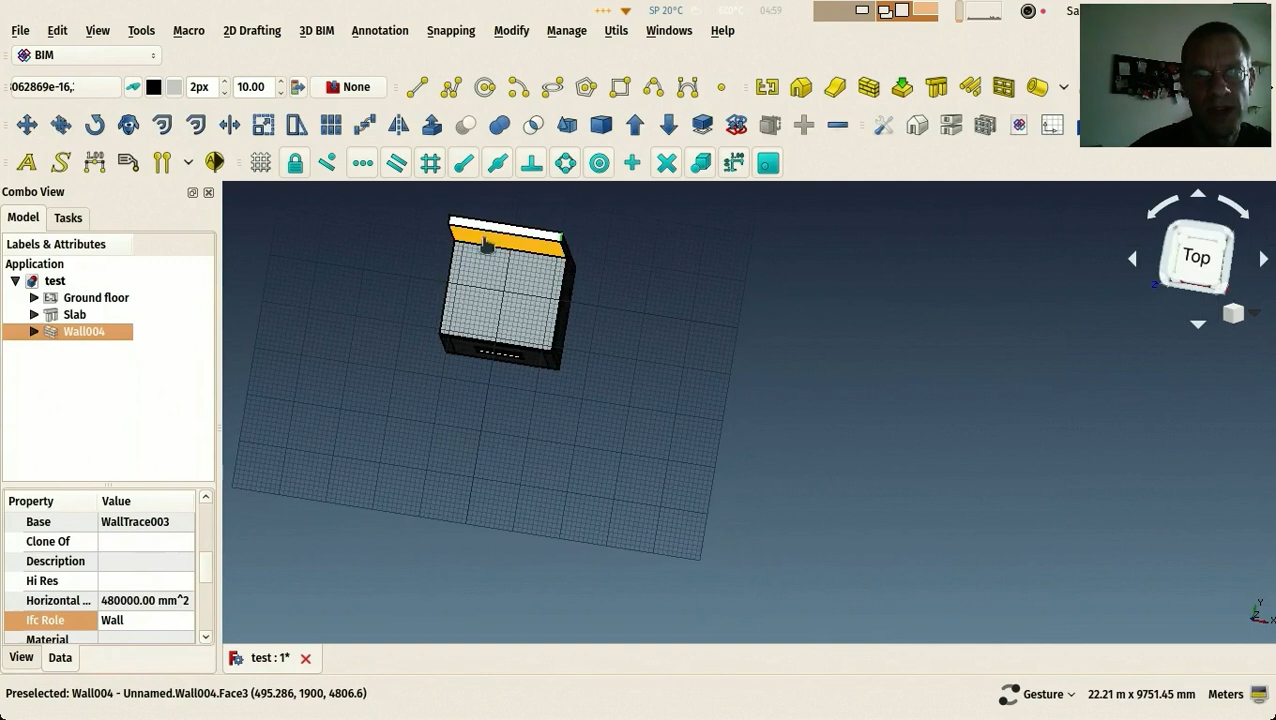 SP 20°C
04:59
Sa
File Edit View Tools Macro 2D Drafting 3D BIM Annotation Snapping Modify Manage Utils Windows Help
BIM
062869e-16,: 2px 10.00 None
Combo View
Model Tasks
Labels & Attributes
Application
test
Ground floor
Slab
Wall004
Property Value
Base WallTrace003
Clone Of
Description
Hi Res
Horizontal ... 480000.00 mm^2
Ifc Role Wall
Material
View Data
Top
test : 1*
Preselected: Wall004 - Unnamed.Wall004.Face3 (495.286, 1900, 4806.6)
Gesture 22.21 m x 9751.45 mm Meters